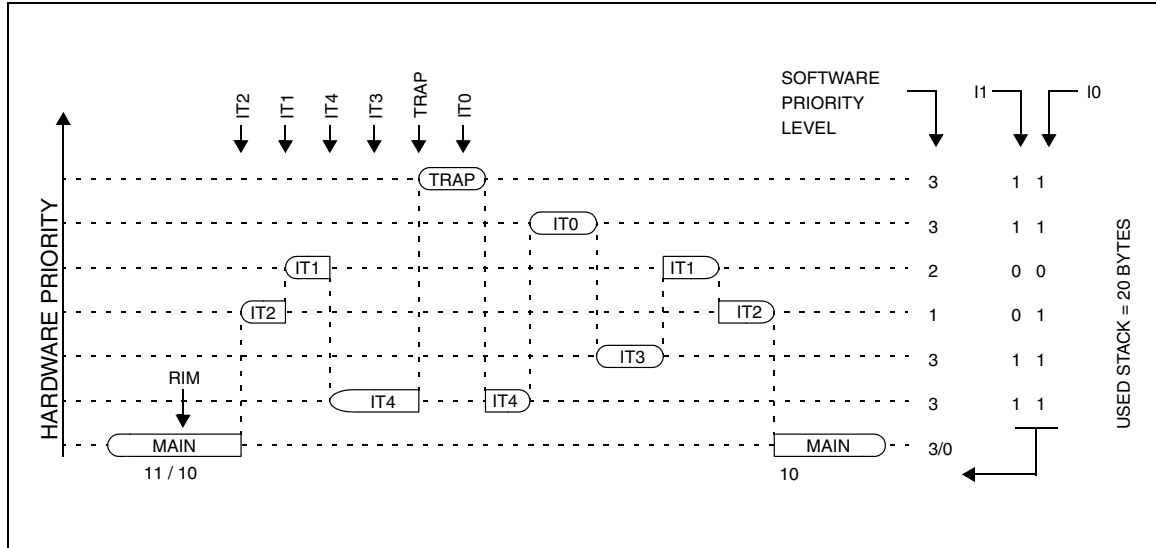 SOFTWARE
PRIORITY
LEVEL
I1
I0
IT2
IT1
IT4
IT3
TRAP
IT0
HARDWARE PRIORITY
TRAP
3
1 1
IT0
3
1 1
IT1
IT1
2
0 0
IT2
IT2
1
0 1
IT3
3
1 1
RIM
IT4
IT4
3
1 1
MAIN
MAIN
3/0
11 / 10
10
USED STACK = 20 BYTES